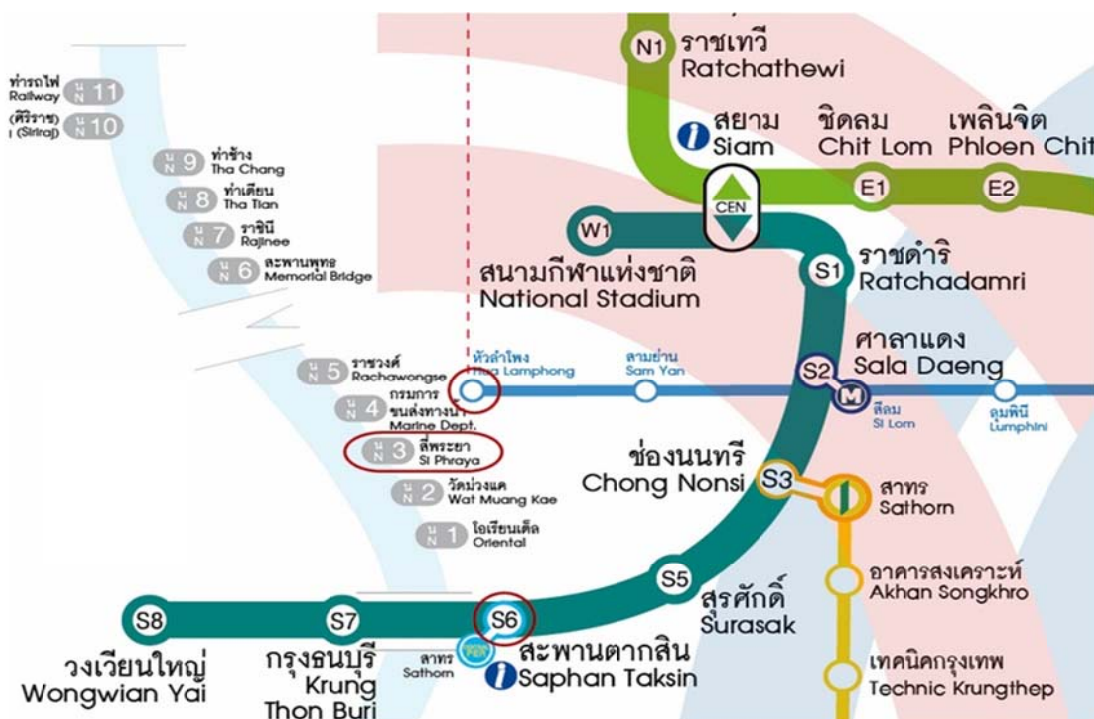 N1
ราชเทวี
Ratchathewi
ท่ารถไฟ
Railway
น
N 11
(ศิริราช)
(Siriraj)
น
N 10
น
N 9
ท่าช้าง
Tha Chang
น
N 8
ท่าเตียน
Tha Tian
น
N 7
ราชินี
Rajinee
น
N 6
สะพานพุทธ
Memorial Bridge
i
สยาม
Siam
CEN
ชิดลม
Chit Lom
E1
เพลินจิต
Phloen Chit
E2
W1
สนามกีฬาแห่งชาติ
National Stadium
S1
ราชดำริ
Ratchadamri
น
N 5
ราชวงศ์
Rachawongse
หัวลำโพง
Hua Lamphong
สามย่าน
Sam Yan
S2
ศาลาแดง
Sala Daeng
M
สีลม
Si Lom
ลุมพินี
Lumphini
น
N 4
กรมการ
ขนส่งทางน้ำ
Marine Dept.
น
N 3
สี่พระยา
Si Phraya
น
N 2
วัดม่วงแค
Wat Muang Kae
น
N 1
โอเรียนเต็ล
Oriental
ช่องนนทรี
Chong Nonsi
S3
สาทร
Sathorn
อาคารสงเคราะห์
Akhan Songkhro
เทคนิคกรุงเทพ
Technic Krungthep
S5
สุรศักดิ์
Surasak
S8
วงเวียนใหญ่
Wongwian Yai
S7
กรุงธนบุรี
Krung
Thon Buri
S6
สาทร
Sathorn
i
สะพานตากสิน
Saphan Taksin